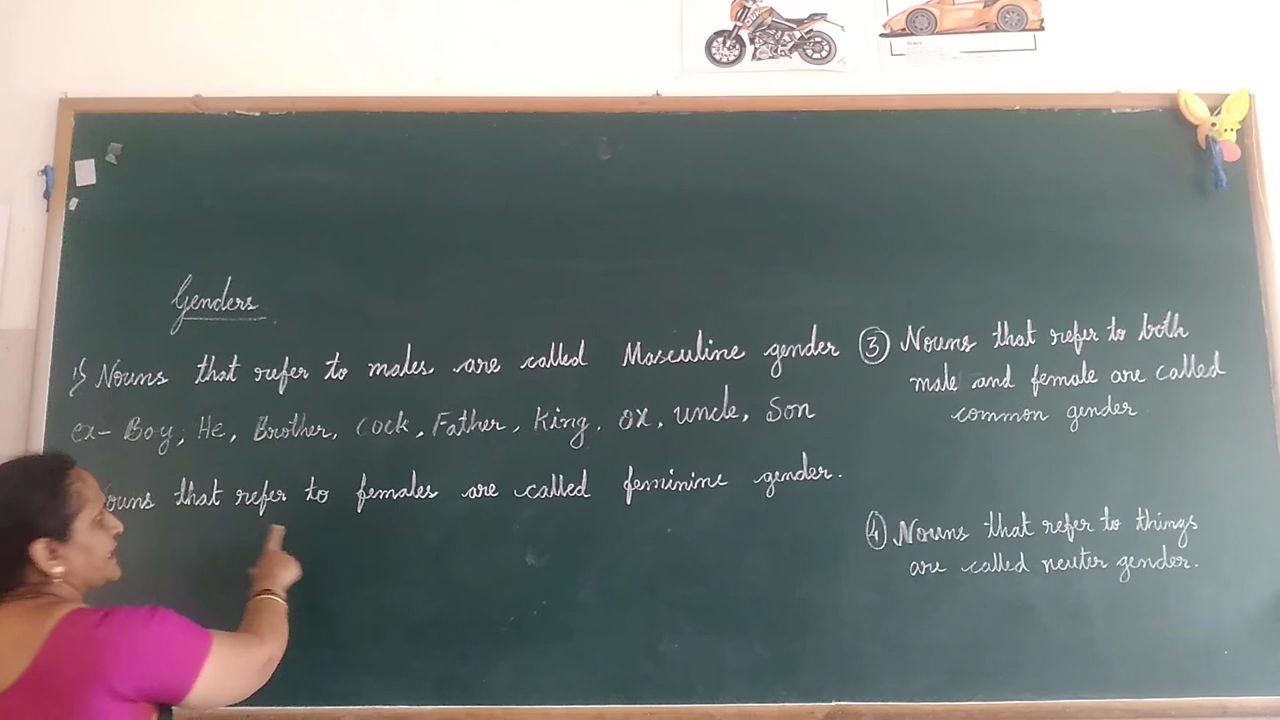 Genders
1) Nouns that refer to males are called Masculine gender
ex- Boy, He, Brother, cock, Father, King, ox, uncle, Son
ouns that refer to females are called feminine gender.
③ Nouns that refer to both
male and female are called
common gender
④ Nouns that refer to things
are called neuter gender.